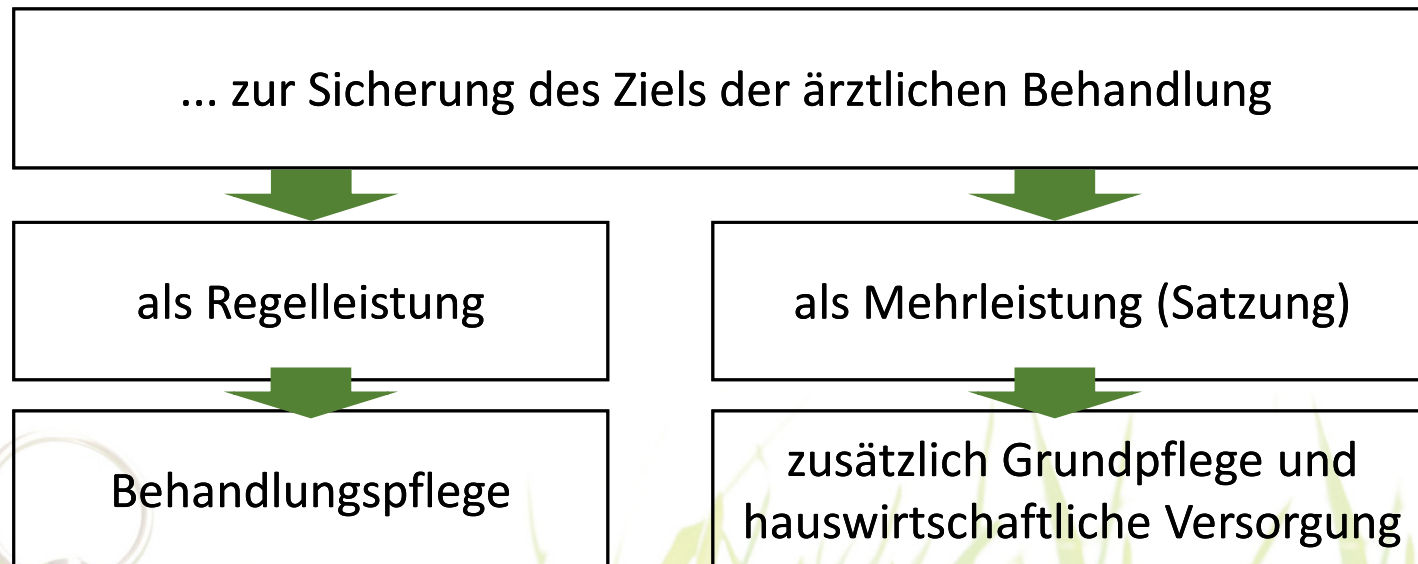 ... zur Sicherung des Ziels der ärztlichen Behandlung
als Regelleistung
als Mehrleistung (Satzung)
Behandlungspflege
zusätzlich Grundpflege und
hauswirtschaftliche Versorgung